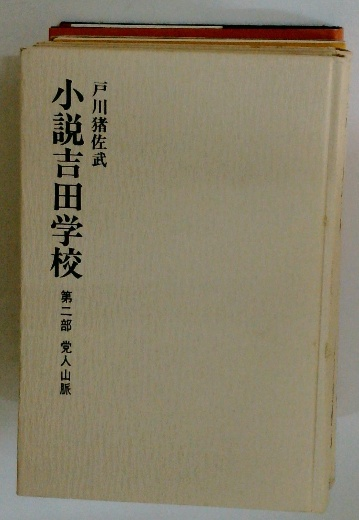 戸川猪佐武
小説吉田学校
第二部 党人山脈